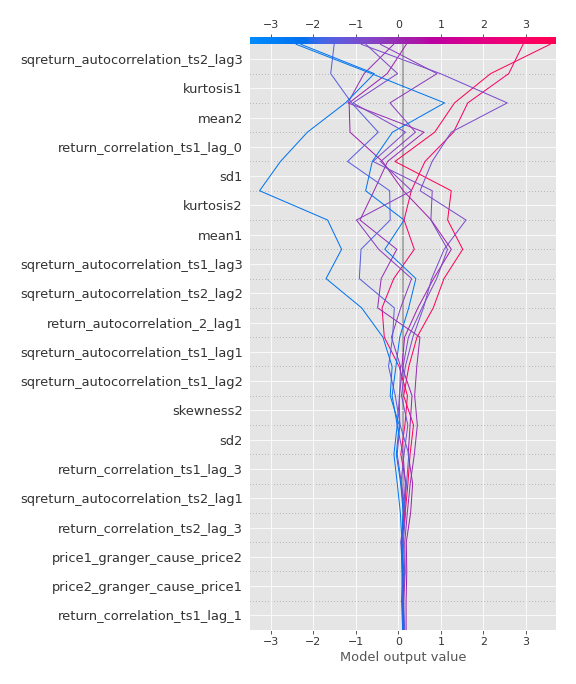 −3 −2 −1 0 1 2 3
sqreturn_autocorrelation_ts2_lag3
kurtosis1
mean2
return_correlation_ts1_lag_0
sd1
kurtosis2
mean1
sqreturn_autocorrelation_ts1_lag3
sqreturn_autocorrelation_ts2_lag2
return_autocorrelation_2_lag1
sqreturn_autocorrelation_ts1_lag1
sqreturn_autocorrelation_ts1_lag2
skewness2
sd2
return_correlation_ts1_lag_3
sqreturn_autocorrelation_ts2_lag1
return_correlation_ts2_lag_3
price1_granger_cause_price2
price2_granger_cause_price1
return_correlation_ts1_lag_1
−3 −2 −1 0 1 2 3
Model output value